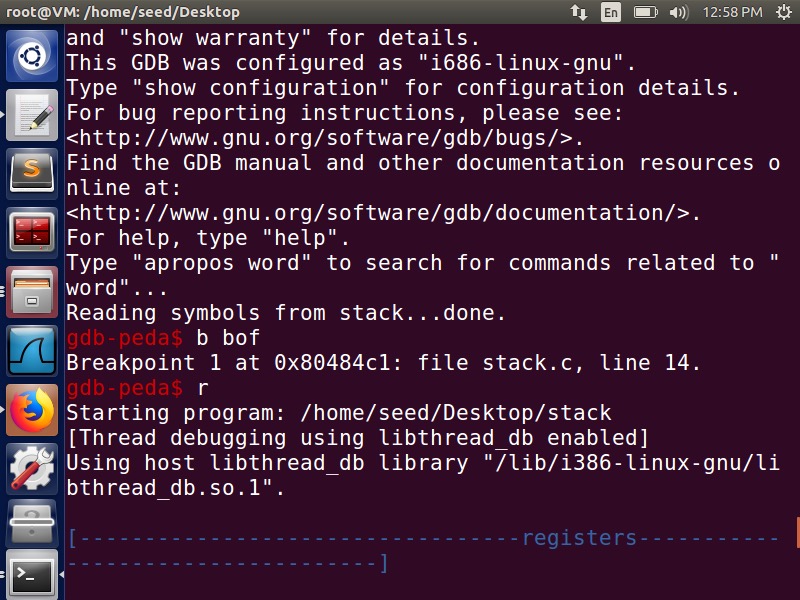 root@VM: /home/seed/Desktop
En
12:58 PM
and "show warranty" for details.
This GDB was configured as "i686-linux-gnu".
Type "show configuration" for configuration details.
For bug reporting instructions, please see:
<http://www.gnu.org/software/gdb/bugs/>.
Find the GDB manual and other documentation resources o
nline at:
<http://www.gnu.org/software/gdb/documentation/>.
For help, type "help".
Type "apropos word" to search for commands related to "
word"...
Reading symbols from stack...done.
gdb-peda$ b bof
Breakpoint 1 at 0x80484c1: file stack.c, line 14.
gdb-peda$ r
Starting program: /home/seed/Desktop/stack
[Thread debugging using libthread_db enabled]
Using host libthread_db library "/lib/i386-linux-gnu/li
bthread_db.so.1".
[----------------------------------registers-----------
------------------------]